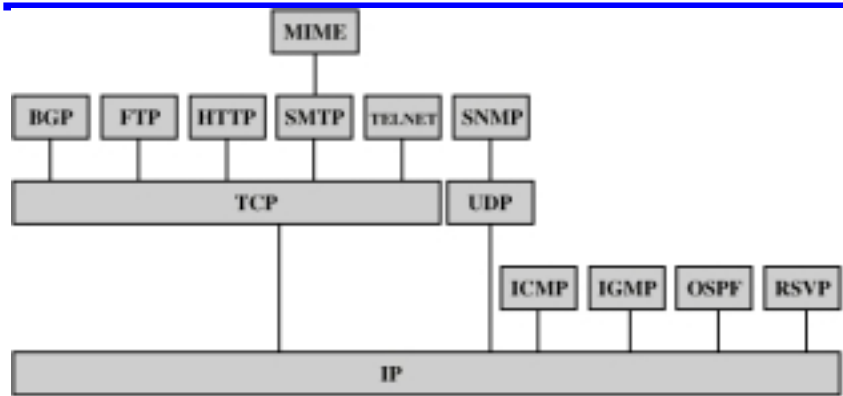 MIME
BGP FTP HTTP SMTP TELNET SNMP
TCP UDP
ICMP IGMP OSPF RSVP
IP